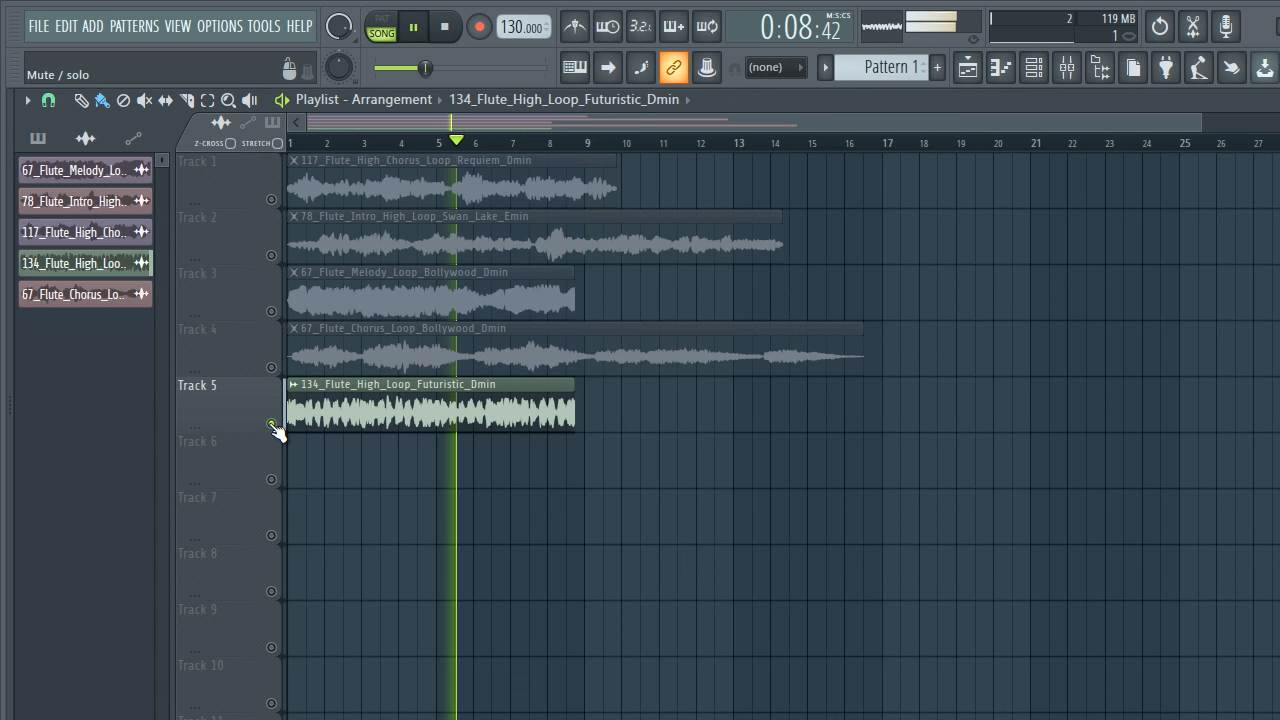 FILE EDIT ADD PATTERNS VIEW OPTIONS TOOLS HELP
PAT
SONG
130.000
3.2:
0:08:42
M:S:CS
2
119 MB
1
Mute / solo
(none)
Pattern 1
Playlist - Arrangement
134_Flute_High_Loop_Futuristic_Dmin
Z-CROSS
STRETCH
1 2 3 4 5 6 7 8 9 10 11 12 13 14 15 16 17 18 19 20 21 22 23 24 25 26 27
67_Flute_Melody_Lo..
78_Flute_Intro_High..
117_Flute_High_Cho..
134_Flute_High_Loo..
67_Flute_Chorus_Lo..
Track 1
117_Flute_High_Chorus_Loop_Requiem_Dmin
Track 2
78_Flute_Intro_High_Loop_Swan_Lake_Emin
Track 3
67_Flute_Melody_Loop_Bollywood_Dmin
Track 4
67_Flute_Chorus_Loop_Bollywood_Dmin
Track 5
134_Flute_High_Loop_Futuristic_Dmin
Track 6
Track 7
Track 8
Track 9
Track 10